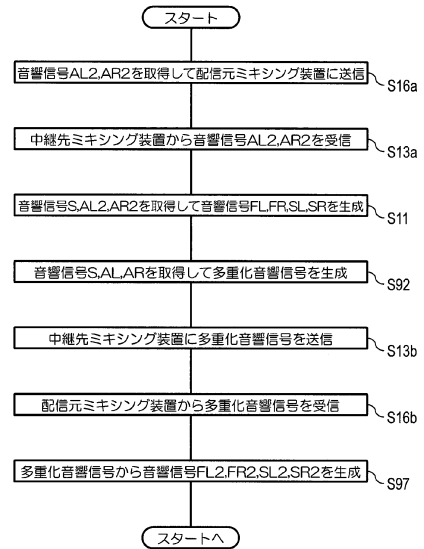 スタート
音響信号AL2,AR2を取得して配信元ミキシング装置に送信
S16a
中継先ミキシング装置から音響信号AL2,AR2を受信
S13a
音響信号S,AL2,AR2を取得して音響信号FL,FR,SL,SRを生成
S11
音響信号S,AL,ARを取得して多重化音響信号を生成
S92
中継先ミキシング装置に多重化音響信号を送信
S13b
配信元ミキシング装置から多重化音響信号を受信
S16b
多重化音響信号から音響信号FL2,FR2,SL2,SR2を生成
S97
スタートへ